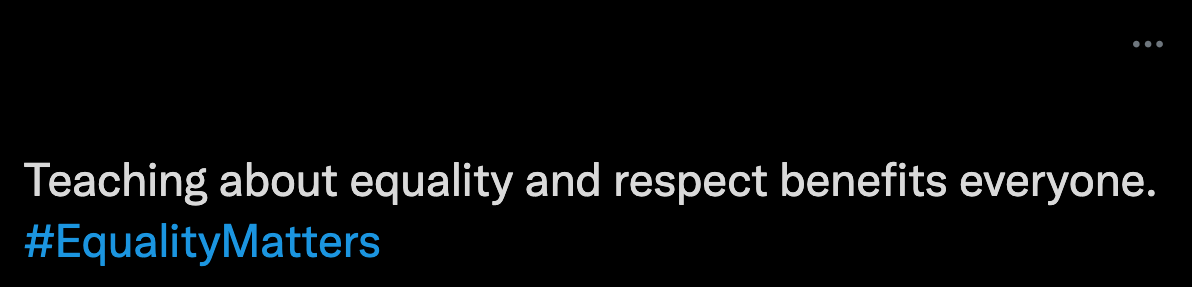 Teaching about equality and respect benefits everyone.
#EqualityMatters